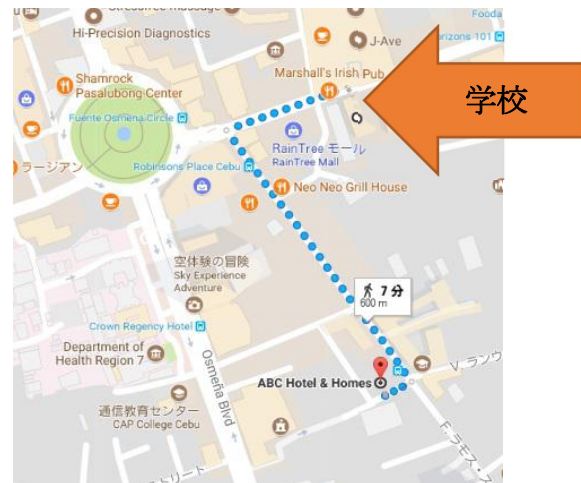 Hi-Precision Diagnostics
J-Ave
Marshall's Irish Pub
学校
Shamrock
Pasalubong Center
Fuente Osmena Circle
RainTree モール
RainTree Mall
Robinsons Place Cebu
ラージアン
Neo Neo Grill House
空体験の冒険
Sky Experience
Adventure
7 分
600 m
Crown Regency Hotel
Department of
Health Region 7
Osmeña Blvd
ABC Hotel & Homes
通信教育センター
CAP College Cebu